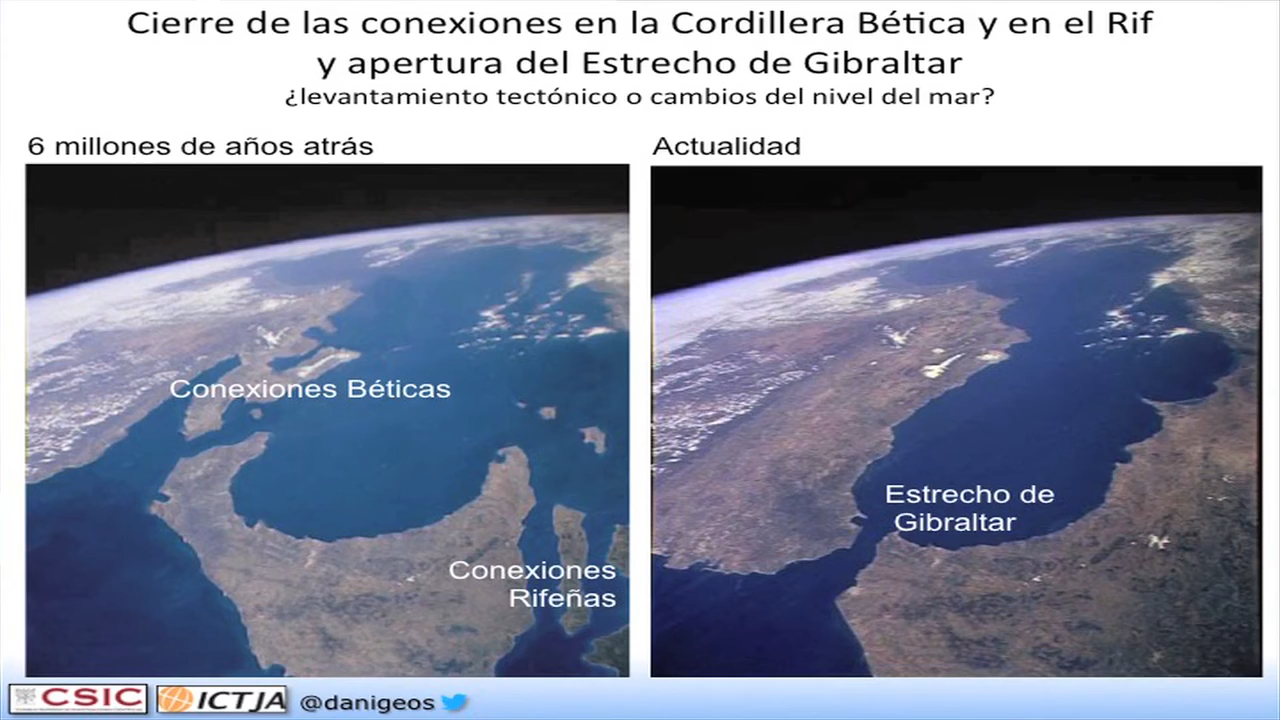 Cierre de las conexiones en la Cordillera Bética y en el Rif
y apertura del Estrecho de Gibraltar
¿levantamiento tectónico o cambios del nivel del mar?
6 millones de años atrás
Actualidad
Conexiones Béticas
Conexiones
Rifeñas
Estrecho de
Gibraltar
CSIC
ICTJA
@danigeos